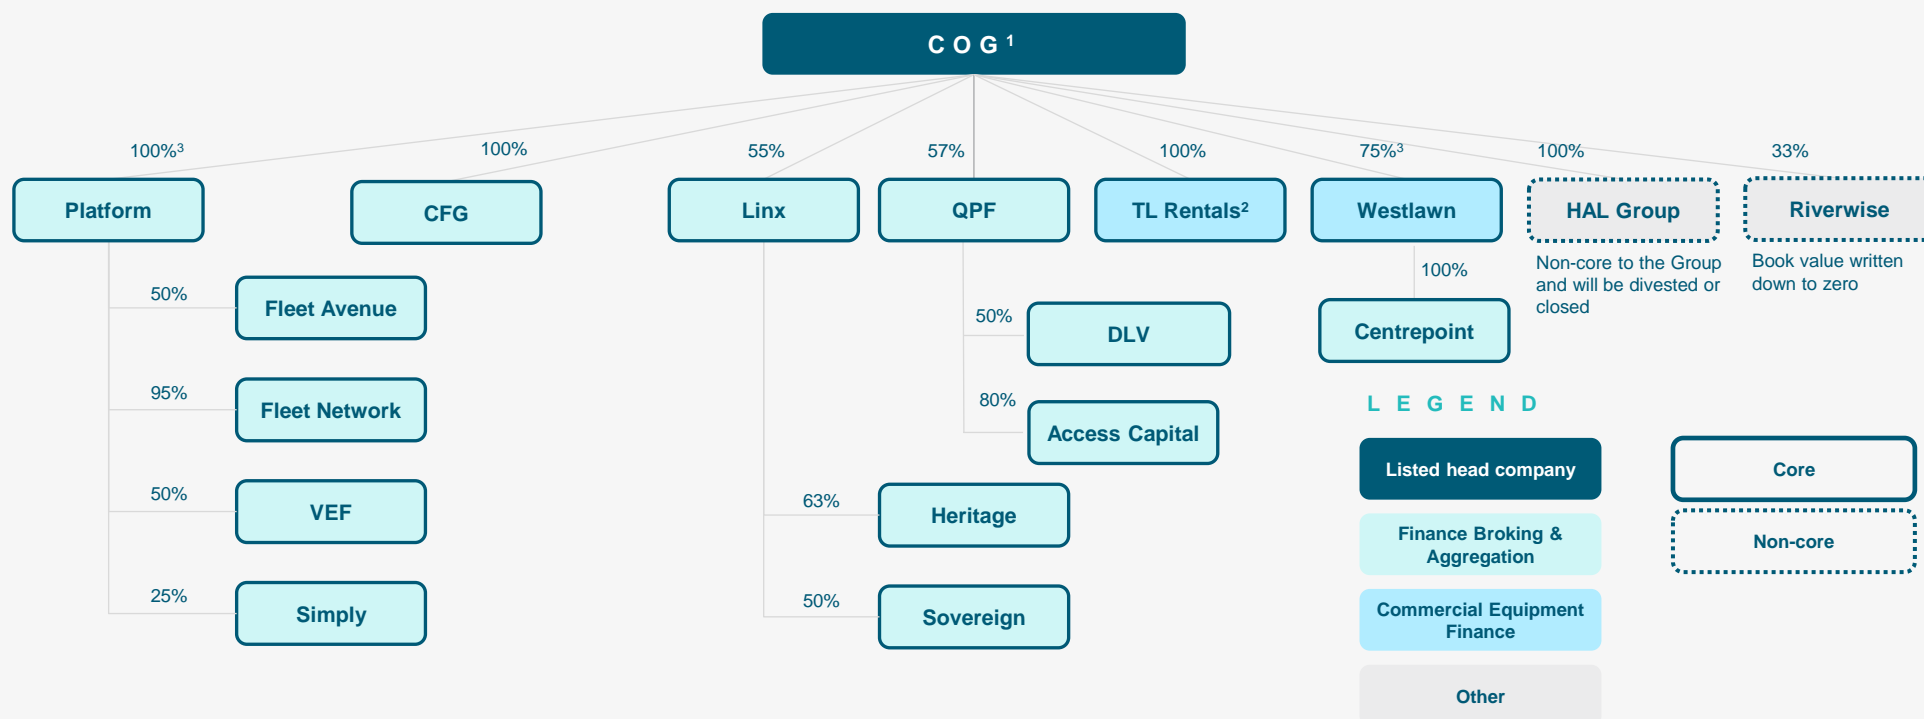 COG¹
100%³
100%
55%
57%
100%
75%³
100%
33%
Platform
CFG
Linx
QPF
TL Rentals²
Westlawn
HAL Group
Riverwise
Non-core to the Group
and will be divested or
closed
Book value written
down to zero
50%
Fleet Avenue
95%
Fleet Network
50%
VEF
25%
Simply
63%
Heritage
50%
Sovereign
50%
DLV
80%
Access Capital
100%
Centrepoint
LEGEND
Listed head company
Finance Broking &
Aggregation
Commercial Equipment
Finance
Other
Core
Non-core